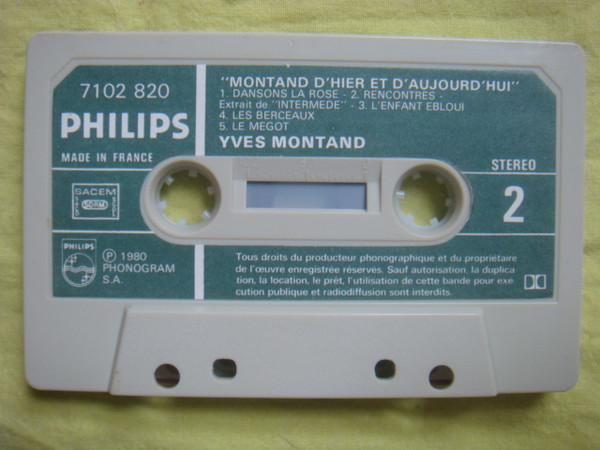 7102 820
PHILIPS
MADE IN FRANCE
"MONTAND D'HIER ET D'AUJOURD'HUI"
1. DANSONS LA ROSE - 2. RENCONTRES -
Extrait de "INTERMEDE" - 3. L'ENFANT EBLOUI
4. LES BERCEAUX
5. LE MEGOT
YVES MONTAND
STEREO
2
SACEM
PHILIPS
Ⓟ 1980
PHONOGRAM
S.A.
Tous droits du producteur phonographique et du propriétaire
de l'œuvre enregistrée réservés. Sauf autorisation, la duplica
tion, la location, le prêt, l'utilisation de cette bande pour exe
cution publique et radiodiffusion sont interdits.